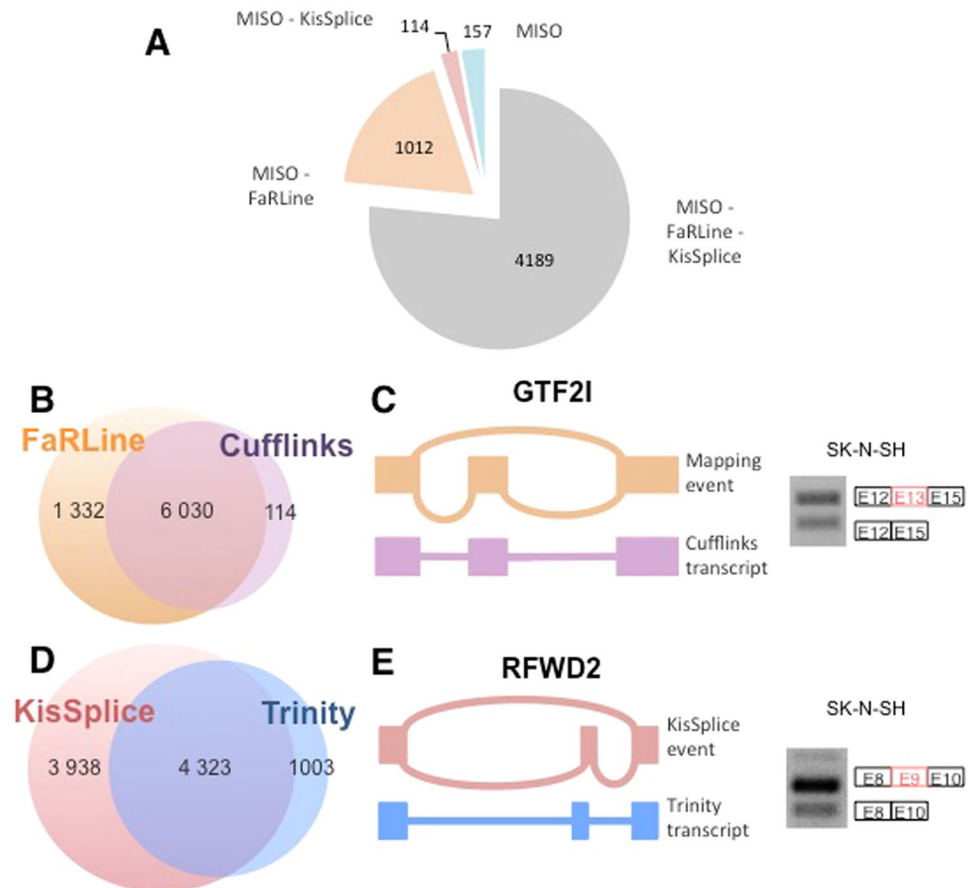 A
MISO - KisSplice
114
157
MISO
1012
MISO -
FaRLine
MISO -
FaRLine -
KisSplice
4189
B
FaRLine
Cufflinks
1 332
6 030
114
C
GTF2I
Mapping
event
Cufflinks
transcript
SK-N-SH
E12 E13 E15
E12 E15
D
KisSplice
Trinity
3 938
4 323
1003
E
RFWD2
KisSplice
event
Trinity
transcript
SK-N-SH
E8 E9 E10
E8 E10